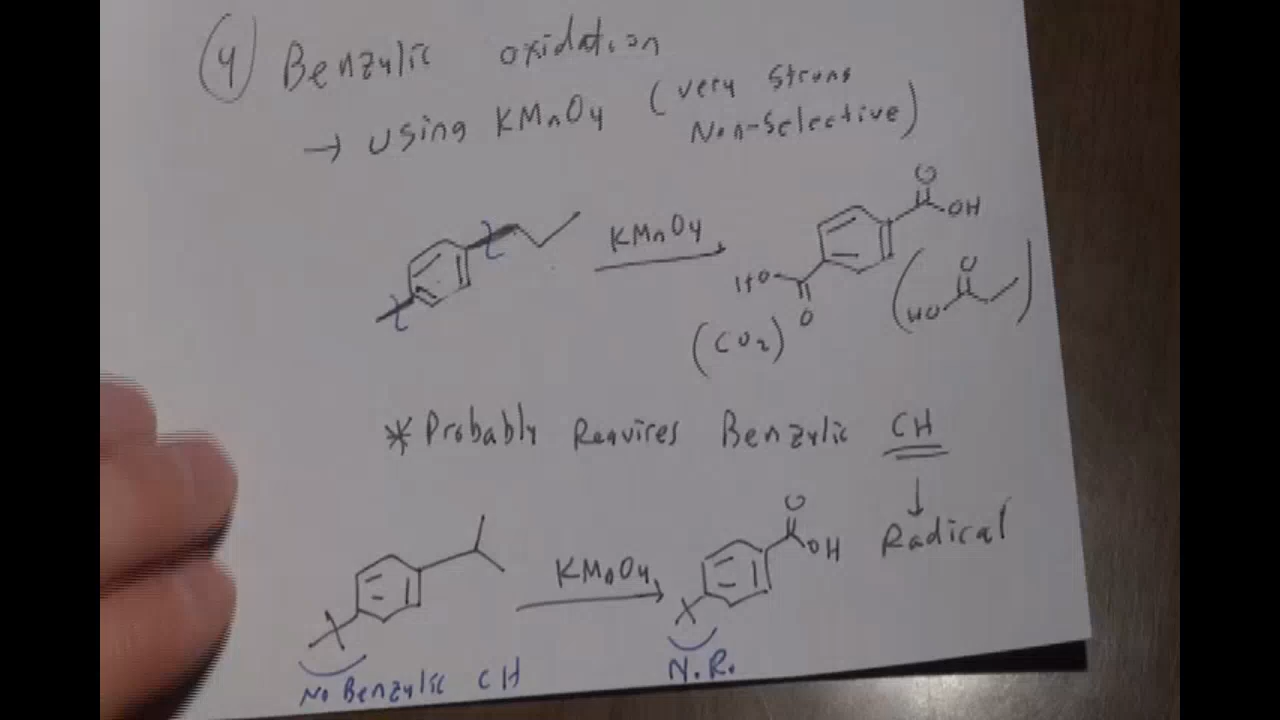 (4) Benzylic oxidation
→ using KMnO4 (very strong
Non-selective)
KMnO4
O
OH
HO
O
(CO2)
O
HO
* Probably Requires Benzylic CH
↓
Radical
KMnO4
O
OH
No Benzylic CH
N.R.